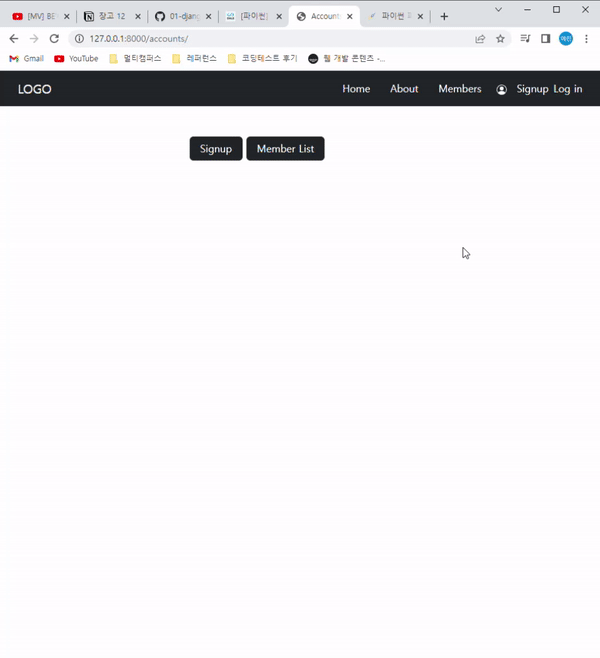 [MV] BE
장고 12
01-djang
[파이썬]
Account
파이썬 ㅍ
127.0.0.1:8000/accounts/
애린
Gmail
YouTube
멀티캠퍼스
레퍼런스
코딩테스트 후기
웹 개발 콘텐츠 -...
LOGO
Home
About
Members
Signup
Log in
Signup
Member List